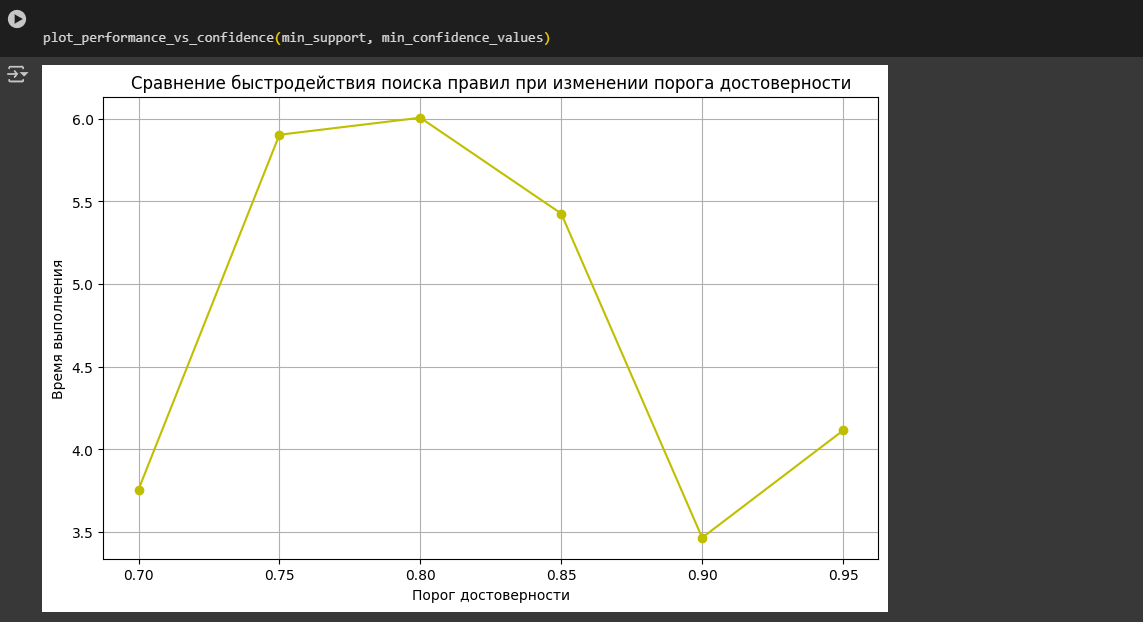 plot_performance_vs_confidence(min_support, min_confidence_values)
Сравнение быстродействия поиска правил при изменении порога достоверности
Время выполнения
6.0
5.5
5.0
4.5
4.0
3.5
0.70 0.75 0.80 0.85 0.90 0.95
Порог достоверности